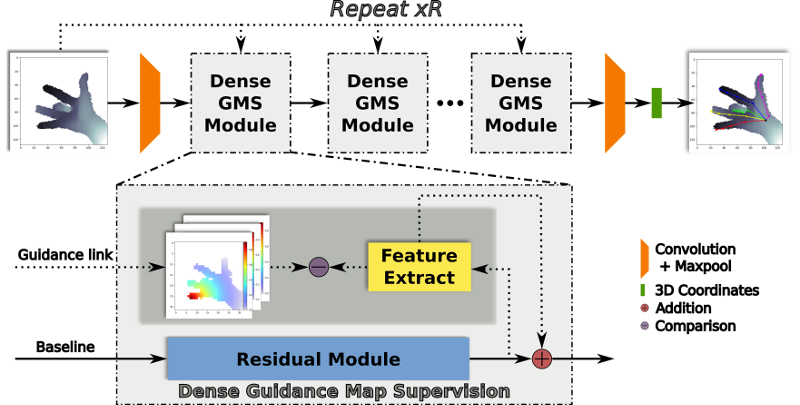 Repeat xR
Dense
GMS
Module
Dense
GMS
Module
Dense
GMS
Module
Guidance link
Feature
Extract
Baseline
Residual Module
Dense Guidance Map Supervision
Convolution
+ Maxpool
3D Coordinates
Addition
Comparison